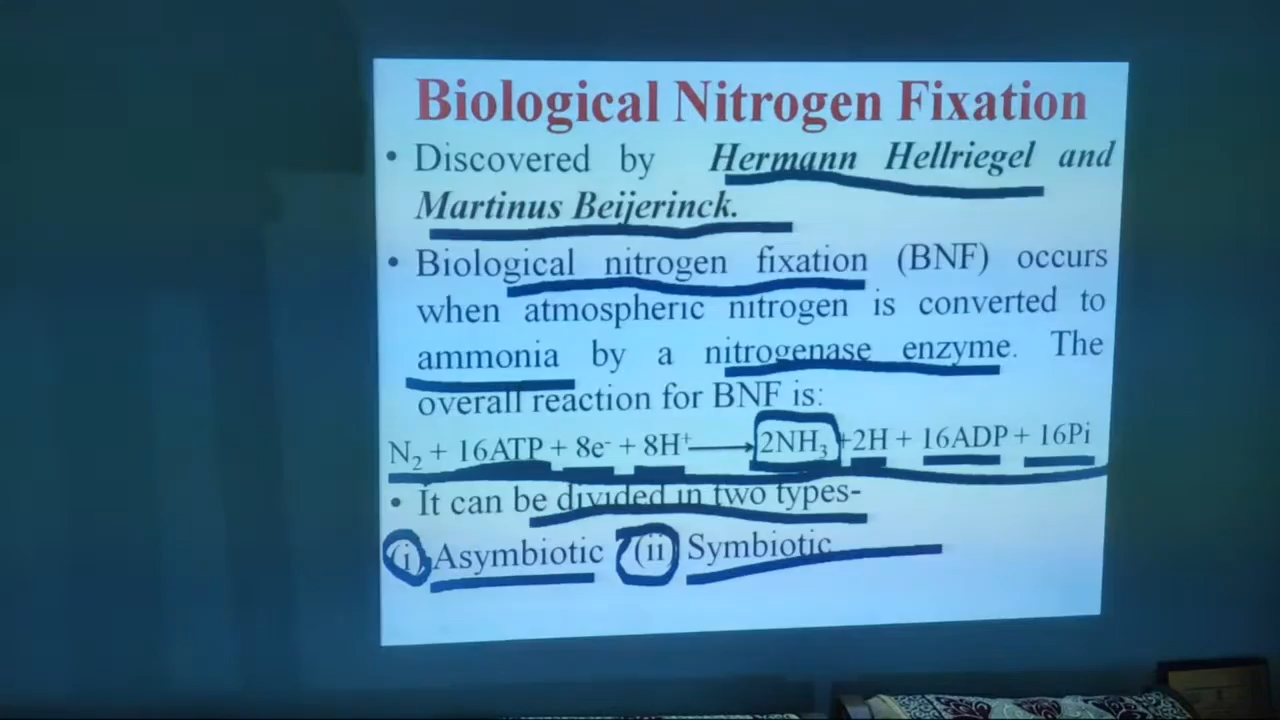 Biological Nitrogen Fixation
• Discovered by Hermann Hellriegel and
Martinus Beijerinck.
• Biological nitrogen fixation (BNF) occurs
when atmospheric nitrogen is converted to
ammonia by a nitrogenase enzyme. The
overall reaction for BNF is:
N₂ + 16ATP + 8e⁻ + 8H⁺ ⟶ 2NH₃ +2H + 16ADP + 16Pi
• It can be divided in two types-
(i) Asymbiotic (ii) Symbiotic